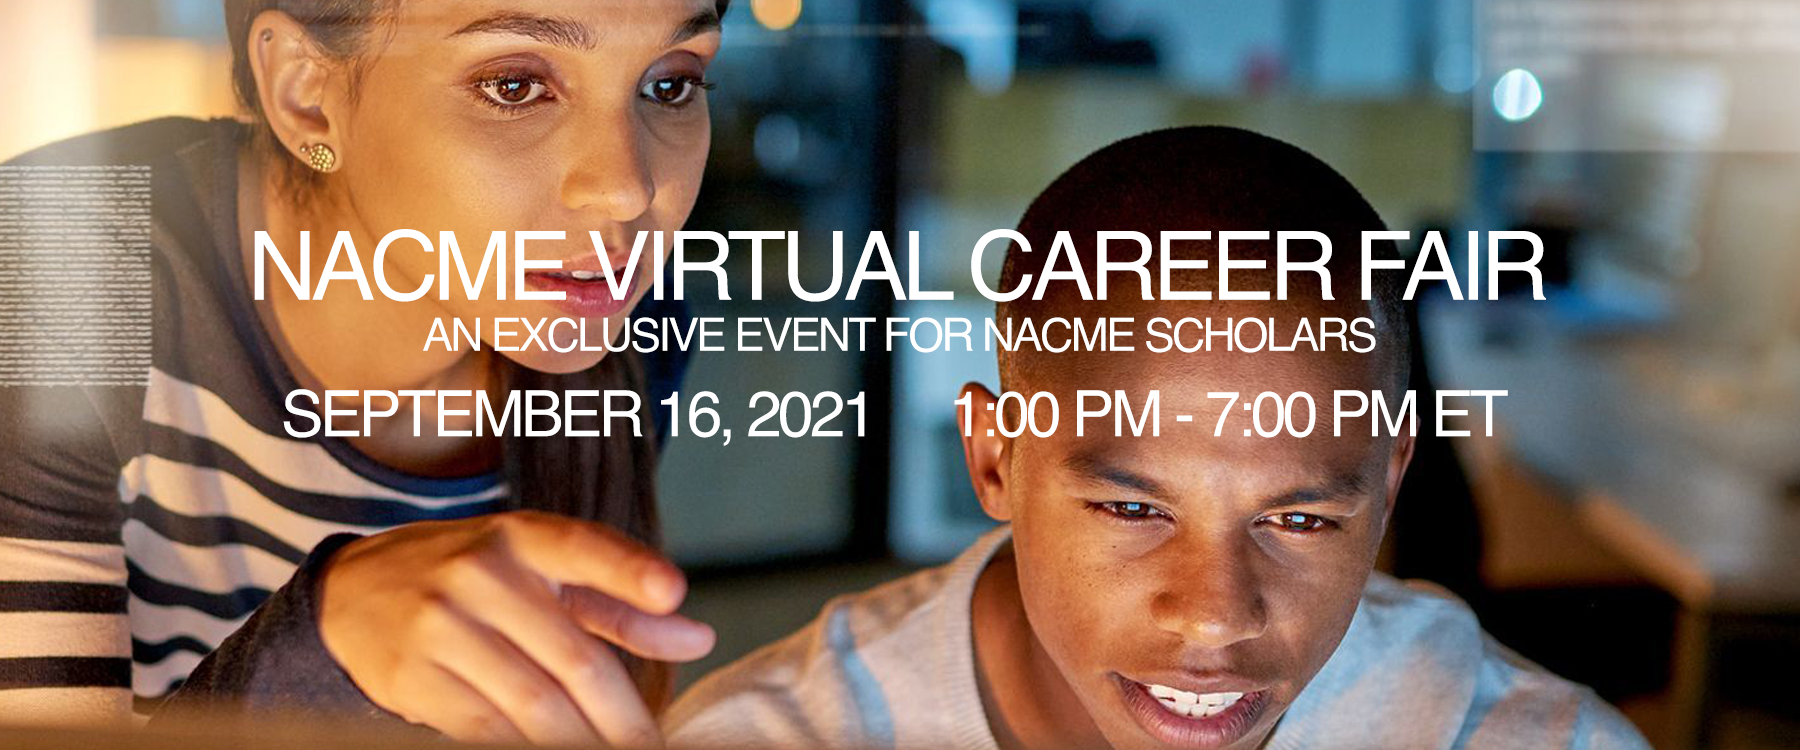 NACME VIRTUAL CAREER FAIR
AN EXCLUSIVE EVENT FOR NACME SCHOLARS
SEPTEMBER 16, 2021 1:00 PM - 7:00 PM ET